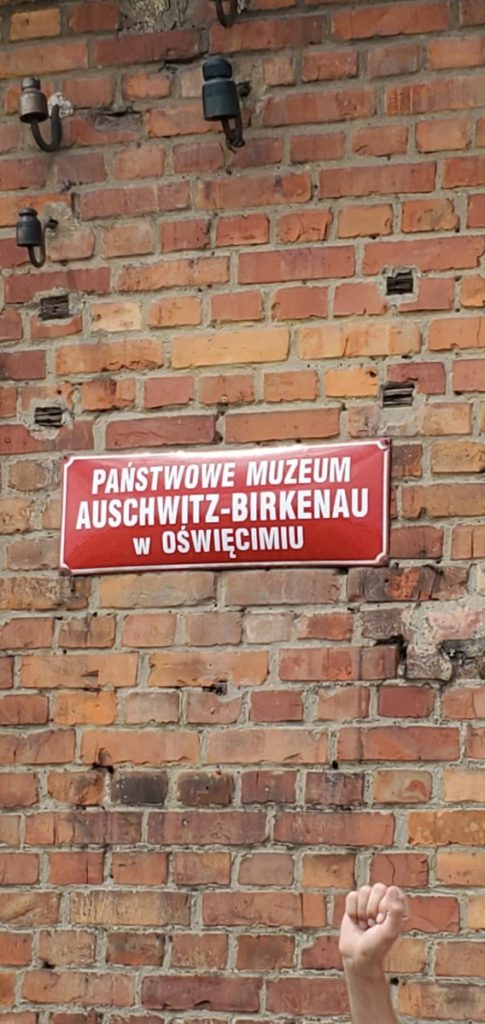 PAŃSTWOWE MUZEUM
AUSCHWITZ-BIRKENAU
w OŚWIĘCIMIU